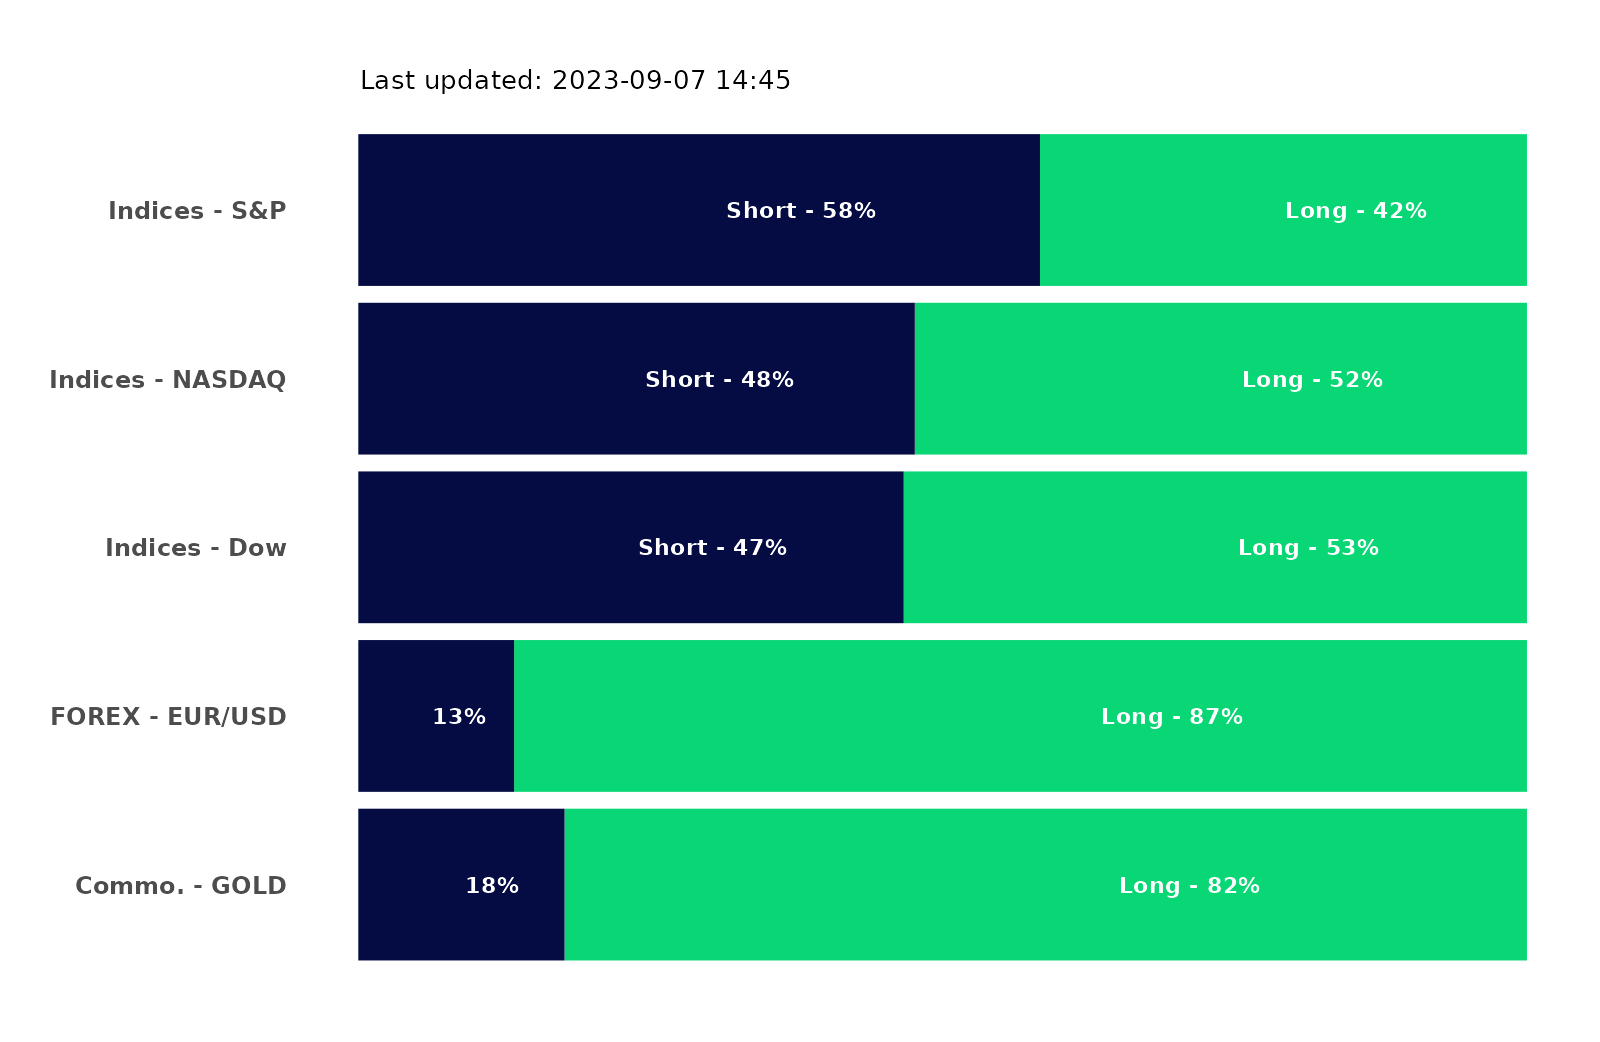 Last updated: 2023-09-07 14:45
Indices - S&P Short - 58% Long - 42%
Indices - NASDAQ Short - 48% Long - 52%
Indices - Dow Short - 47% Long - 53%
FOREX - EUR/USD 13% Long - 87%
Commo. - GOLD 18% Long - 82%